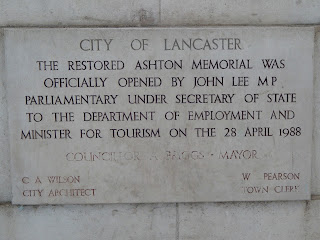 CITY OF LANCASTER
THE RESTORED ASHTON MEMORIAL WAS
OFFICIALLY OPENED BY JOHN LEE M P
PARLIAMENTARY UNDER SECRETARY OF STATE
TO THE DEPARTMENT OF EMPLOYMENT AND
MINISTER FOR TOURISM ON THE 28 APRIL 1988
COUNCILLOR BRIGGS MAYOR
C A WILSON
CITY ARCHITECT
W PEARSON
TOWN CLERK